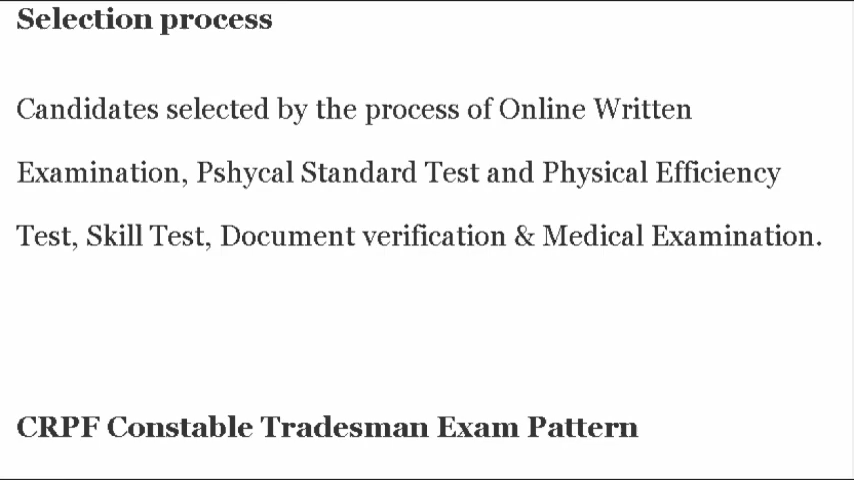 Selection process
Candidates selected by the process of Online Written
Examination, Pshycal Standard Test and Physical Efficiency
Test, Skill Test, Document verification & Medical Examination.
CRPF Constable Tradesman Exam Pattern